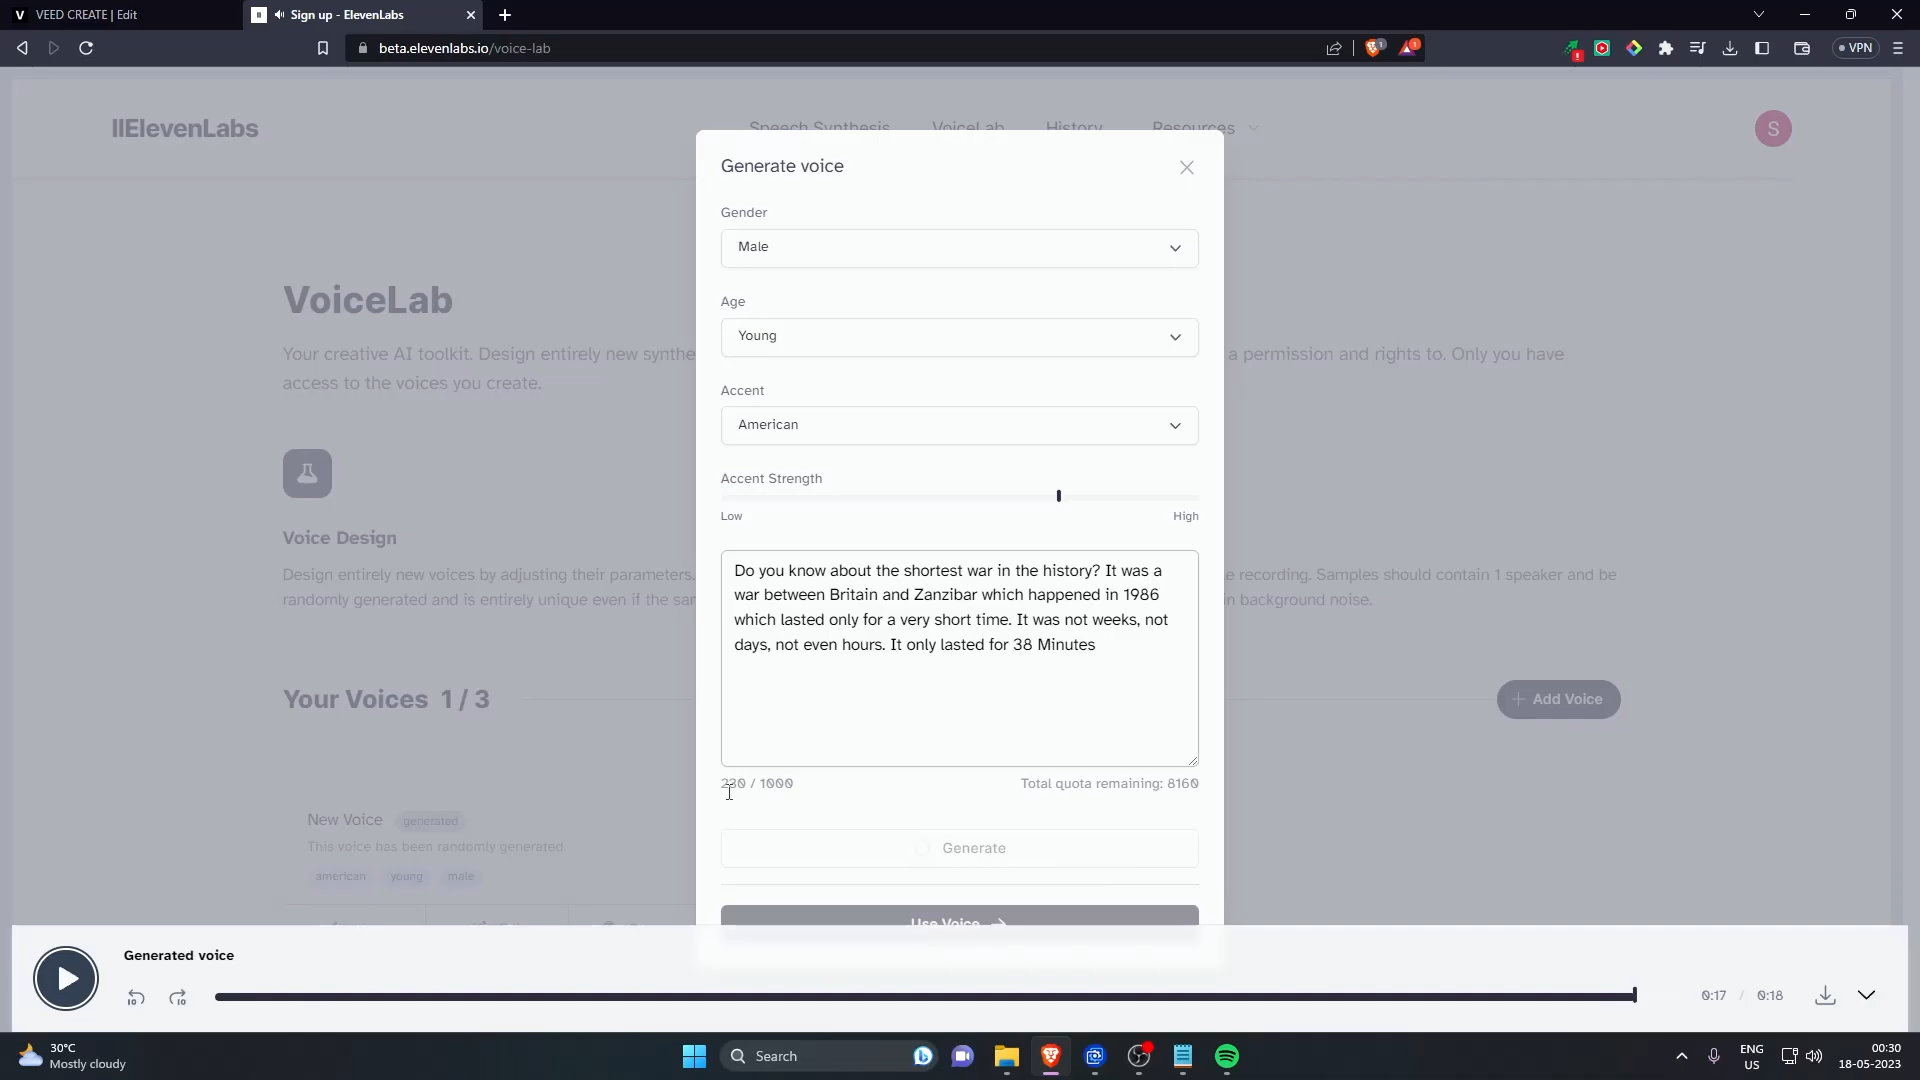 VEED CREATE | Edit
Sign up - ElevenLabs
beta.elevenlabs.io/voice-lab
VPN
IIElevenLabs
Speech Synthesis
VoiceLab
History
Resources
S
Generate voice
Gender
Male
Age
Young
Accent
American
Accent Strength
Low
High
VoiceLab
Your creative AI toolkit. Design entirely new synthe
a permission and rights to. Only you have
access to the voices you create.
Voice Design
Design entirely new voices by adjusting their parameters.
e recording. Samples should contain 1 speaker and be
randomly generated and is entirely unique even if the sam
in background noise.
Do you know about the shortest war in the history? It was a
war between Britain and Zanzibar which happened in 1986
which lasted only for a very short time. It was not weeks, not
days, not even hours. It only lasted for 38 Minutes
Your Voices 1 / 3
Add Voice
/ 1000
Total quota remaining: 8160
New Voice generated
This voice has been randomly generated
american young male
Generate
Use Voice
Generated voice
10
10
0:17 / 0:18
30°C
Mostly cloudy
Search
ENG
US
00:30
18-05-2023